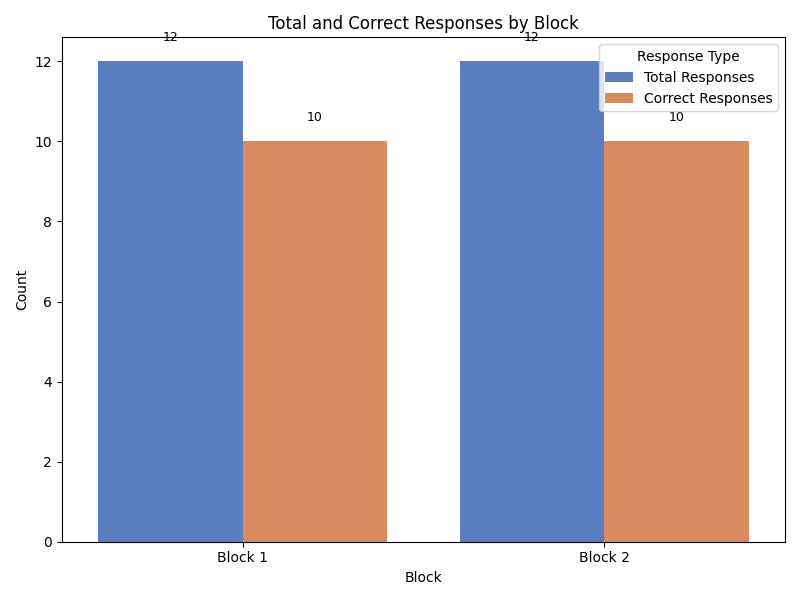 Total and Correct Responses by Block
12
12
Response Type
Total Responses
Correct Responses
10
10
12
10
8
6
4
2
0
Count
Block 1
Block 2
Block